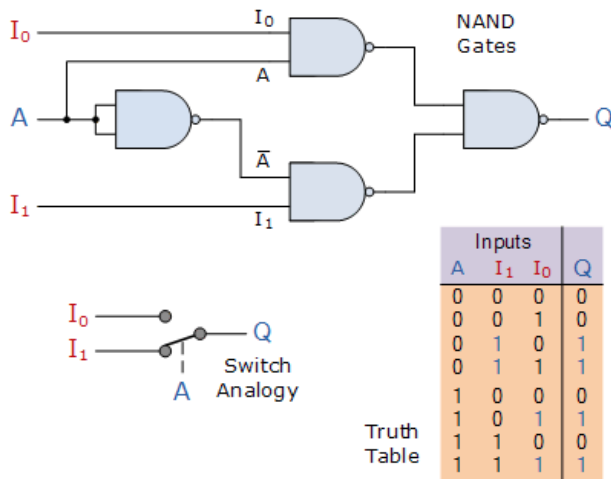 I₀
I₀
NAND
Gates
A
A
Q
A̅
I₁
I₁
Inputs
A I₁ I₀ Q
0 0 0 0
0 0 1 0
0 1 0 1
0 1 1 1
1 0 0 0
1 0 1 1
1 1 0 0
1 1 1 1
I₀
I₁
Q
A
Switch
Analogy
Truth
Table